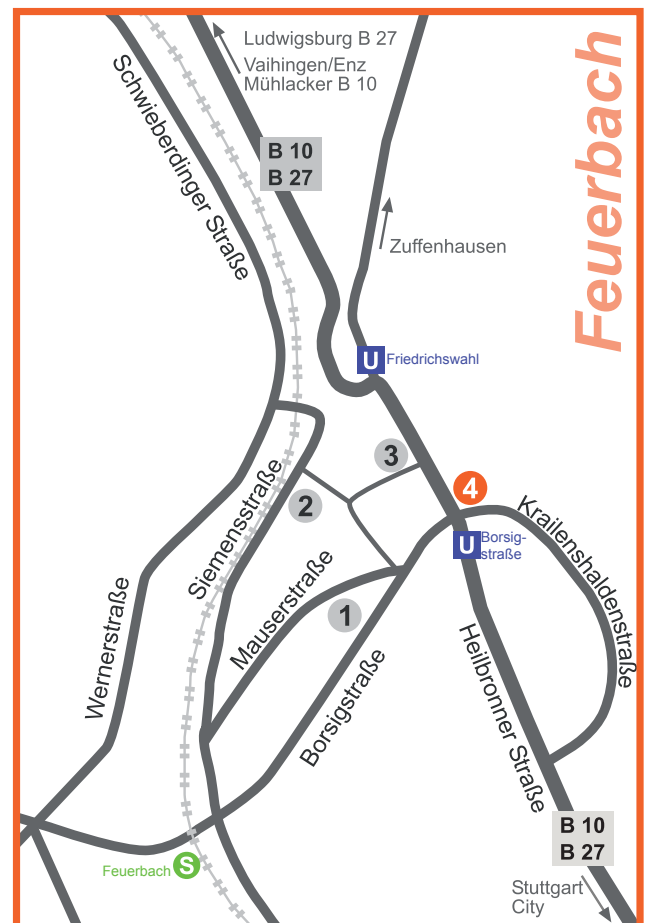 Ludwigsburg B 27
Vaihingen/Enz
Mühlacker B 10
Feuerbach
Schwieberdinger Straße
B 10
B 27
Zuffenhausen
U Friedrichswahl
3
4
2
Krailenshaldenstraße
Siemensstraße
U Borsig-
straße
Mauserstraße
1
Wernerstraße
Borsigstraße
Heilbronner Straße
B 10
B 27
Feuerbach S
Stuttgart
City